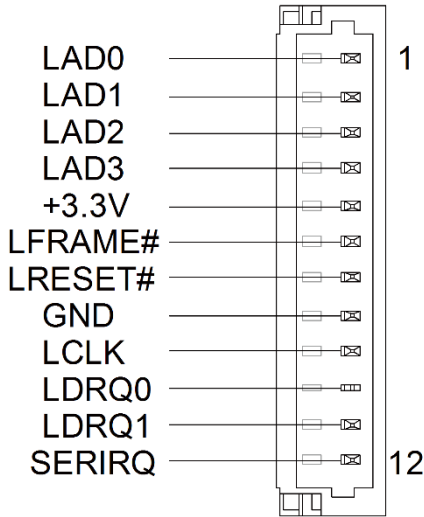 LAD0 1
LAD1
LAD2
LAD3
+3.3V
LFRAME#
LRESET#
GND
LCLK
LDRQ0
LDRQ1
SERIRQ 12